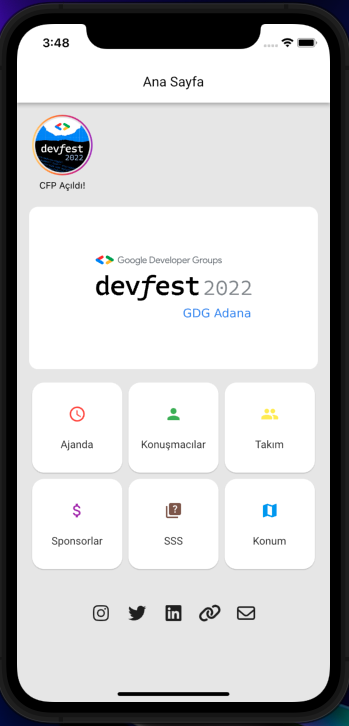 3:48
Ana Sayfa
devfest
2022
CFP Açıldı!
Google Developer Groups
devfest 2022
GDG Adana
Ajanda
Konuşmacılar
Takım
Sponsorlar
SSS
Konum